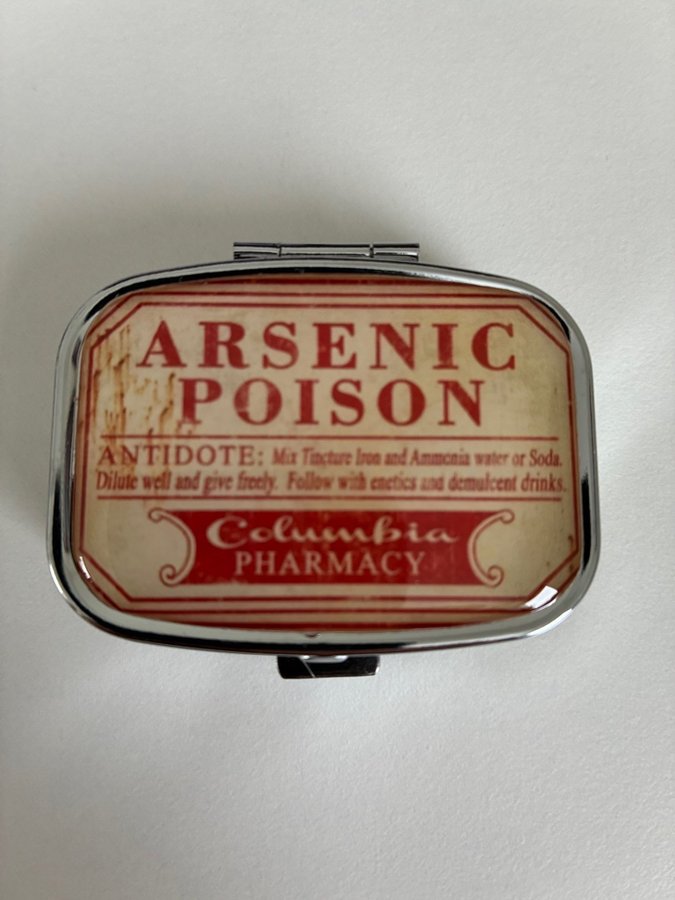 ARSENIC
POISON
ANTIDOTE: Mix Tincture Iron and Ammonia water or Soda.
Dilute well and give freely. Follow with enetics and demulcent drinks.
Columbia
PHARMACY